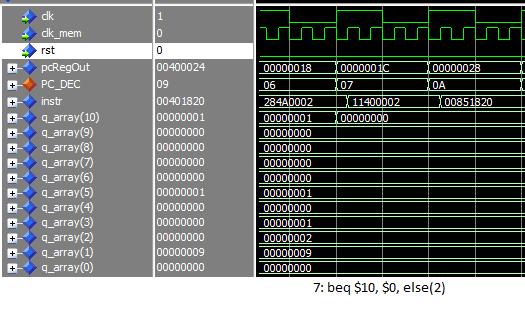 clk 1
clk_mem 0
rst 0
pcRegOut 00400024 00000018 0000001C 00000028
PC_DEC 09 06 07 0A
instr 00401820 284A0002 11400002 00851820
q_array(10) 00000001 00000001 00000000
q_array(9) 00000000 00000000
q_array(8) 00000000 00000000
q_array(7) 00000000 00000000
q_array(6) 00000000 00000000
q_array(5) 00000001 00000001
q_array(4) 00000000 00000000
q_array(3) 00000000 00000001
q_array(2) 00000000 00000002
q_array(1) 00000009 00000009
q_array(0) 00000000 00000000
7: beq $10, $0, else(2)